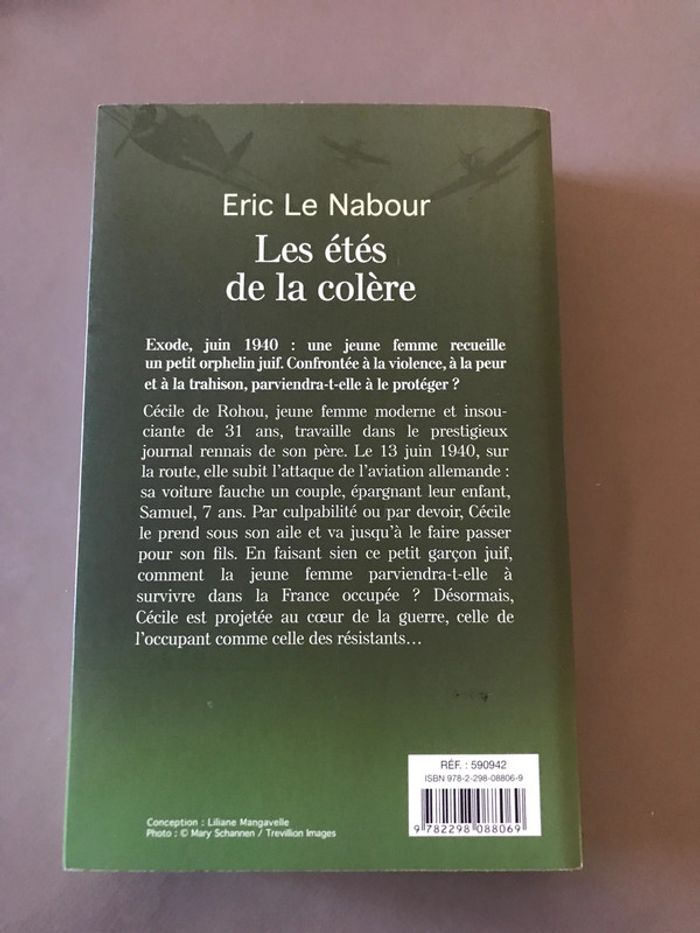 Eric Le Nabour
Les étés
de la colère
Exode, juin 1940 : une jeune femme recueille
un petit orphelin juif. Confrontée à la violence, à la peur
et à la trahison, parviendra-t-elle à le protéger ?
Cécile de Rohou, jeune femme moderne et insou-
ciante de 31 ans, travaille dans le prestigieux
journal rennais de son père. Le 13 juin 1940, sur
la route, elle subit l’attaque de l’aviation allemande :
sa voiture fauche un couple, épargnant leur enfant,
Samuel, 7 ans. Par culpabilité ou par devoir, Cécile
le prend sous son aile et va jusqu’à le faire passer
pour son fils. En faisant sien ce petit garçon juif,
comment la jeune femme parviendra-t-elle à
survivre dans la France occupée ? Désormais,
Cécile est projetée au cœur de la guerre, celle de
l’occupant comme celle des résistants…
RÉF. : 590942
ISBN 978-2-298-08806-9
9 782298 088069
Conception : Liliane Mangavelle
Photo : © Mary Schannen / Trevillion Images